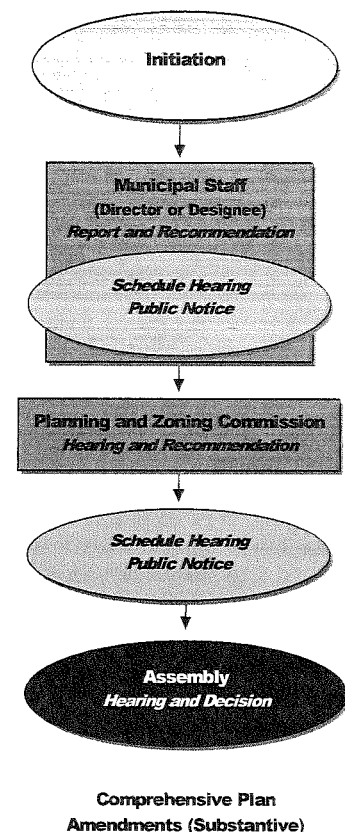 Initiation
Municipal Staff
(Director or Designee)
Report and Recommendation
Schedule Hearing
Public Notice
Planning and Zoning Commission
Hearing and Recommendation
Schedule Hearing
Public Notice
Assembly
Hearing and Decision
Comprehensive Plan
Amendments (Substantive)